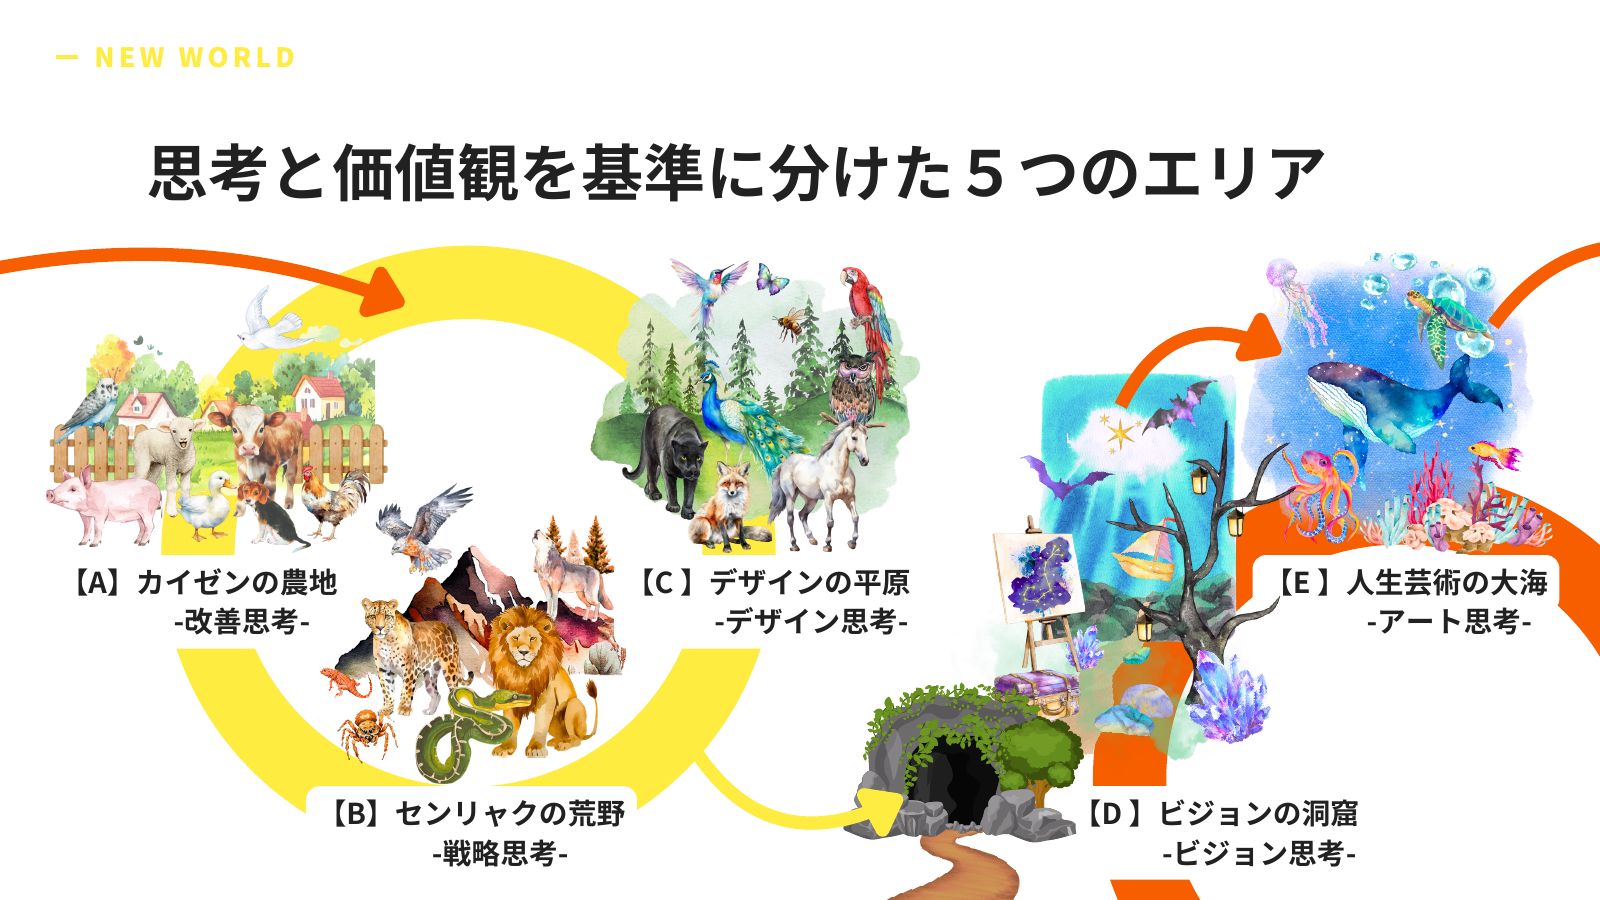 — NEW WORLD
思考と価値観を基準に分けた５つのエリア
【A】カイゼンの農地
-改善思考-
【B】センリャクの荒野
-戦略思考-
【C 】デザインの平原
-デザイン思考-
【D 】ビジョンの洞窟
-ビジョン思考-
【E 】人生芸術の大海
-アート思考-